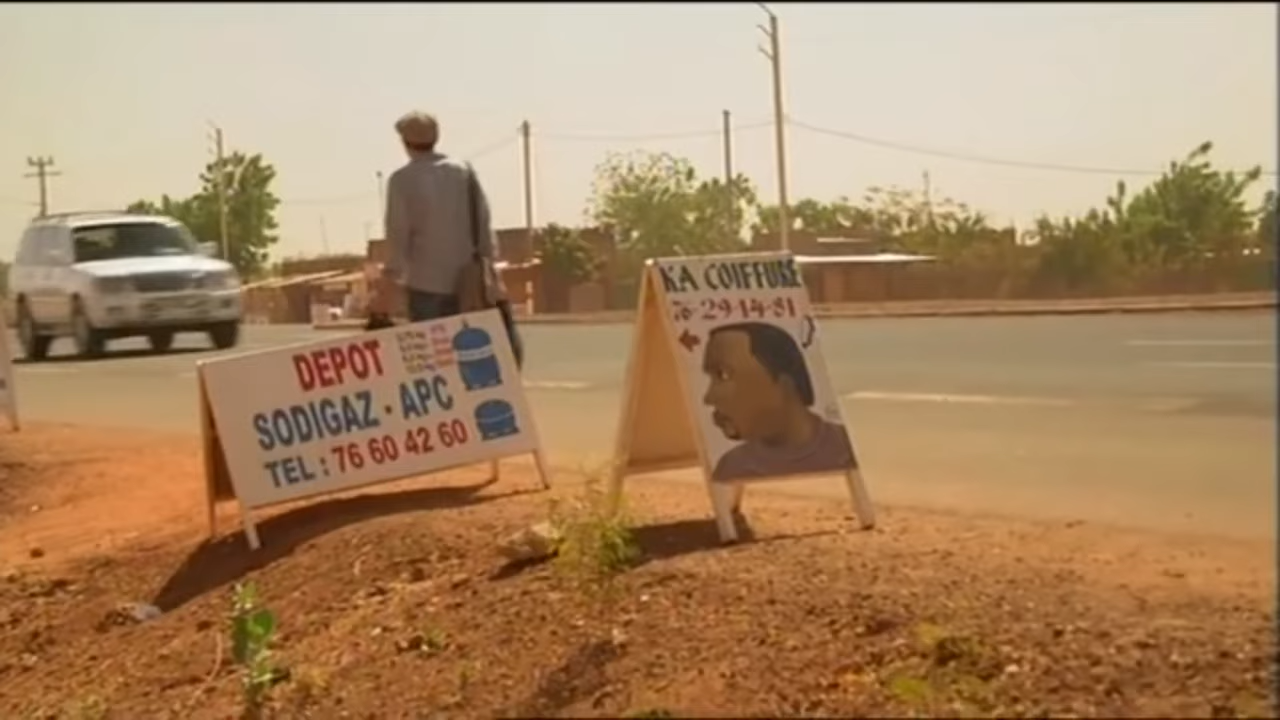 DEPOT
SODIGAZ · APC
TEL : 76 60 42 60
KA COIFFURE
76-29-14-81